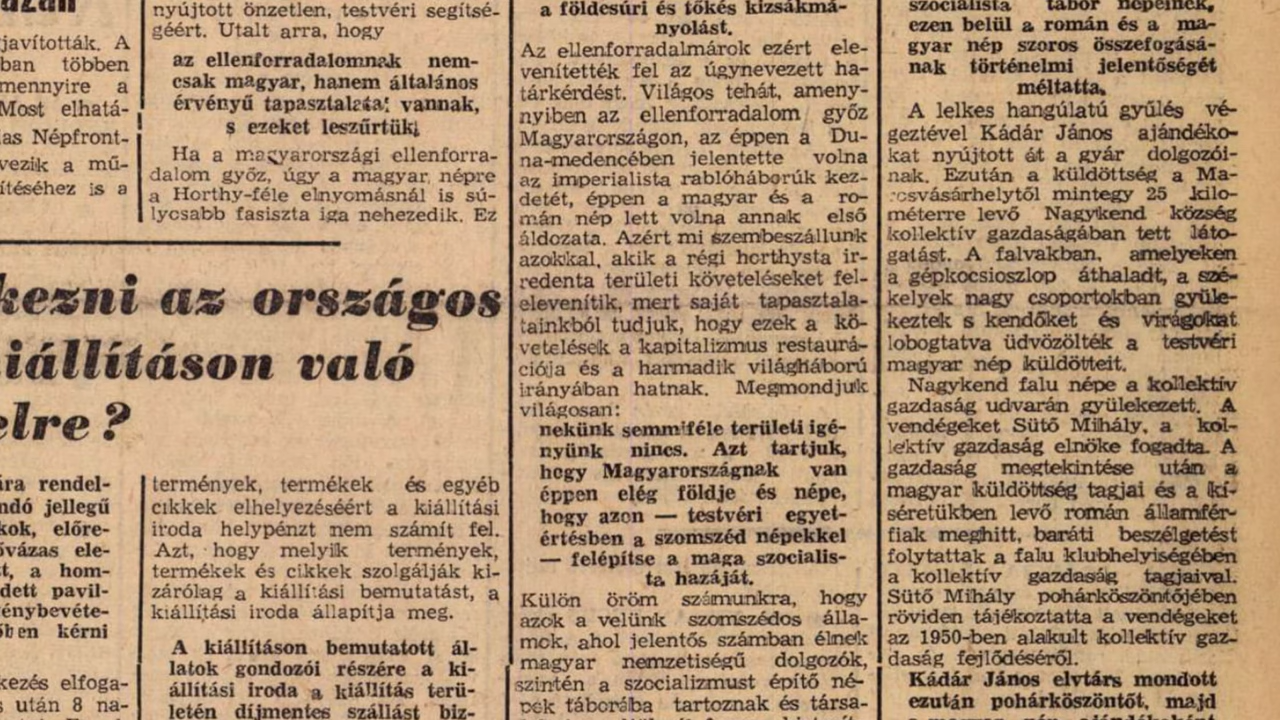 javították. A
ban többen
mennyire a
Most elhatá-
as Népfront-
vezik a mű-
ítéséhez is a
nyújtott önzetlen, testvéri segítsé-
géért. Utalt arra, hogy
az ellenforradalomnak nem-
csak magyar, hanem általános
érvényű tapasztalatai vannak,
s ezeket leszűrtük.
Ha a magyarországi ellenforra-
dalom győz, úgy a magyar népre
a Horthy-féle elnyomásnál is sú-
lyosabb fasiszta iga nehezedik. Ez
kezni az országos
iállításon való
elre?
ára rendel-
ndó jellegű
kok, előre-
óvázas ele-
t, a hom-
dett pavil-
énybevéte-
őben kérni
kezés elfoga-
s után 8 na-
termények, termékek és egyéb
cikkek elhelyezéséért a kiállítási
iroda helypénzt nem számít fel.
Azt, hogy melyik termények,
termékek és cikkek szolgálják ki-
zárólag a kiállítási bemutatást, a
kiállítási iroda állapítja meg.
A kiállításon bemutatott ál-
latok gondozói részére a ki-
állítási iroda a kiállítás terü-
letén díjmentes szállást biz-
a földesúri és tőkés kizsákmá-
nyolást.
Az ellenforradalmárok ezért ele-
venítették fel az úgynevezett ha-
tárkérdést. Világos tehát, ameny-
nyiben az ellenforradalom győz
Magyarországon, az éppen a Du-
na-medencében jelentette volna
az imperialista rablóháborúk kez-
detét, éppen a magyar és a ro-
mán nép lett volna annak első
áldozata. Azért mi szembeszállunk
azokkal, akik a régi horthysta ir-
redenta területi követeléseket fel-
elevenítik, mert saját tapasztala-
tainkból tudjuk, hogy ezek a kö-
vetelések a kapitalizmus restaurá-
ciója és a harmadik világháború
irányában hatnak. Megmondjuk
világosan:
nekünk semmiféle területi igé-
nyünk nincs. Azt tartjuk,
hogy Magyarországnak van
éppen elég földje és népe,
hogy azon — testvéri egyet-
értésben a szomszéd népekkel
— felépítse a maga szocialis-
ta hazáját.
Külön öröm számunkra, hogy
azok a velünk szomszédos álla-
mok, ahol jelentős számban élnek
magyar nemzetiségű dolgozók,
szintén a szocializmust építő né-
pek táborába tartoznak és társa-
szocialista tábor népeinek,
ezen belül a román és a ma-
gyar nép szoros összefogásá-
nak történelmi jelentőségét
méltatta.
A lelkes hangulatú gyűlés vé-
geztével Kádár János ajándéko-
kat nyújtott át a gyár dolgozói-
nak. Ezután a küldöttség a Ma-
rosvásárhelytől mintegy 25 kilo-
méterre levő Nagykend község
kollektív gazdaságában tett láto-
gatást. A falvakban, amelyeken
a gépkocsioszlop áthaladt, a szé-
kelyek nagy csoportokban gyüle-
keztek s kendőket és virágokat
lobogtatva üdvözölték a testvéri
magyar nép küldötteit.
Nagykend falu népe a kollektív
gazdaság udvarán gyülekezett. A
vendégeket Sütő Mihály, a kol-
lektív gazdaság elnöke fogadta. A
gazdaság megtekintése után a
magyar küldöttség tagjai és a kí-
séretükben levő román államfér-
fiak meghitt, baráti beszélgetést
folytattak a falu klubhelyiségében
a kollektív gazdaság tagjaival.
Sütő Mihály pohárköszöntőjében
röviden tájékoztatta a vendégeket
az 1950-ben alakult kollektív gaz-
daság fejlődéséről.
Kádár János elvtárs mondott
ezután pohárköszöntőt, majd